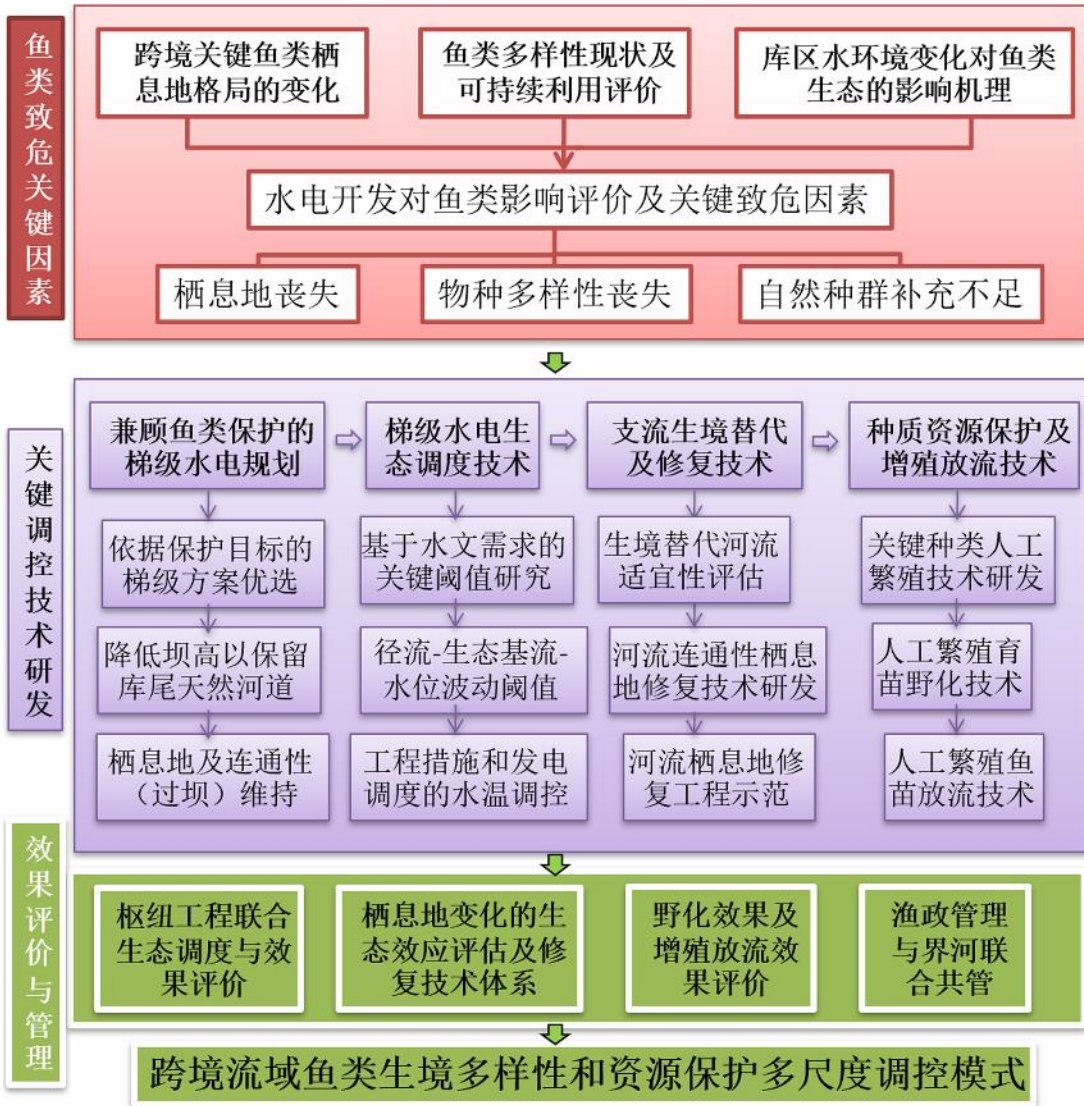 鱼类致危关键因素
跨境关键鱼类栖
息地格局的变化
鱼类多样性现状及
可持续利用评价
库区水环境变化对鱼类
生态的影响机理
水电开发对鱼类影响评价及关键致危因素
栖息地丧失
物种多样性丧失
自然种群补充不足
关键调控技术研发
兼顾鱼类保护的
梯级水电规划
梯级水电生
态调度技术
支流生境替代
及修复技术
种质资源保护及
增殖放流技术
依据保护目标的
梯级方案优选
基于水文需求的
关键阈值研究
生境替代河流
适宜性评估
关键种类人工
繁殖技术研发
降低坝高以保留
库尾天然河道
径流-生态基流-
水位波动阈值
河流连通性栖息
地修复技术研发
人工繁殖育
苗野化技术
栖息地及连通性
（过坝）维持
工程措施和发电
调度的水温调控
河流栖息地修
复工程示范
人工繁殖鱼
苗放流技术
效果评价与管理
枢纽工程联合
生态调度与效
果评价
栖息地变化的生
态效应评估及修
复技术体系
野化效果及
增殖放流效
果评价
渔政管理
与界河联
合共管
跨境流域鱼类生境多样性和资源保护多尺度调控模式